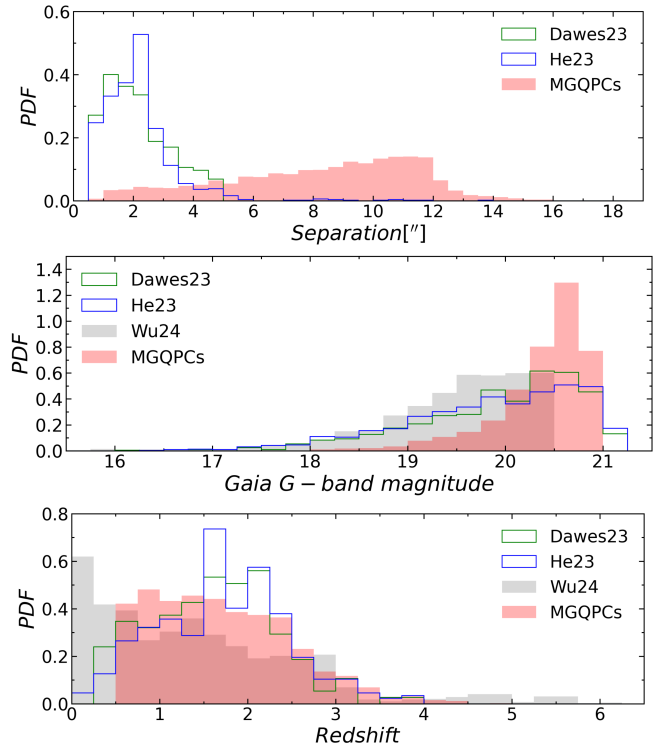 0.6
0.4
0.2
0.0
PDF
Dawes23
He23
MGQPCs
0 2 4 6 8 10 12 14 16 18
Separation[″]
1.4
1.2
1.0
0.8
0.6
0.4
0.2
0.0
PDF
Dawes23
He23
Wu24
MGQPCs
16 17 18 19 20 21
Gaia G − band magnitude
0.8
0.6
0.4
0.2
0.0
PDF
Dawes23
He23
Wu24
MGQPCs
0 1 2 3 4 5 6
Redshift